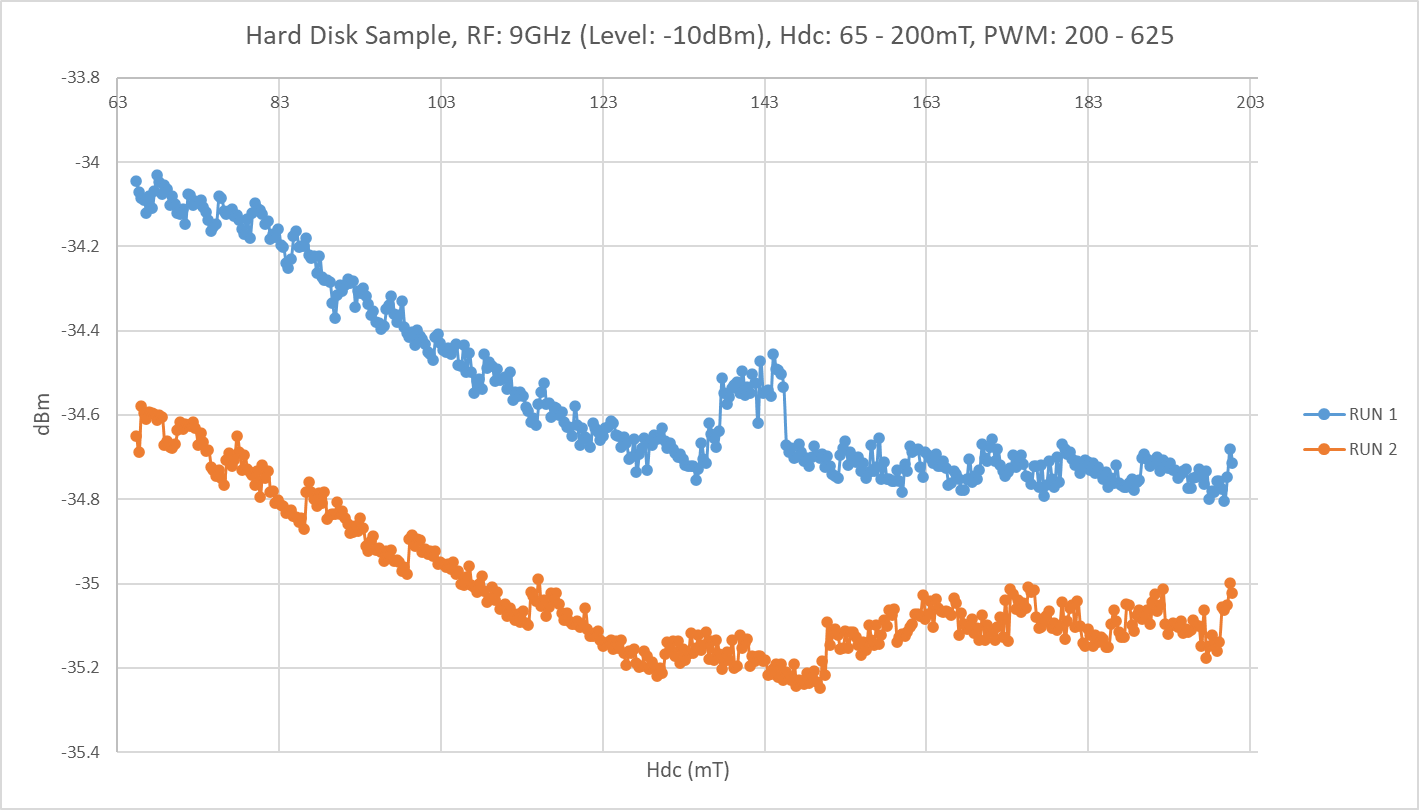 Hard Disk Sample, RF: 9GHz (Level: -10dBm), Hdc: 65 - 200mT, PWM: 200 - 625
-33.8
63 83 103 123 143 163 183 203
-34
-34.2
-34.4
-34.6
-34.8
-35
-35.2
-35.4
dBm
Hdc (mT)
RUN 1
RUN 2